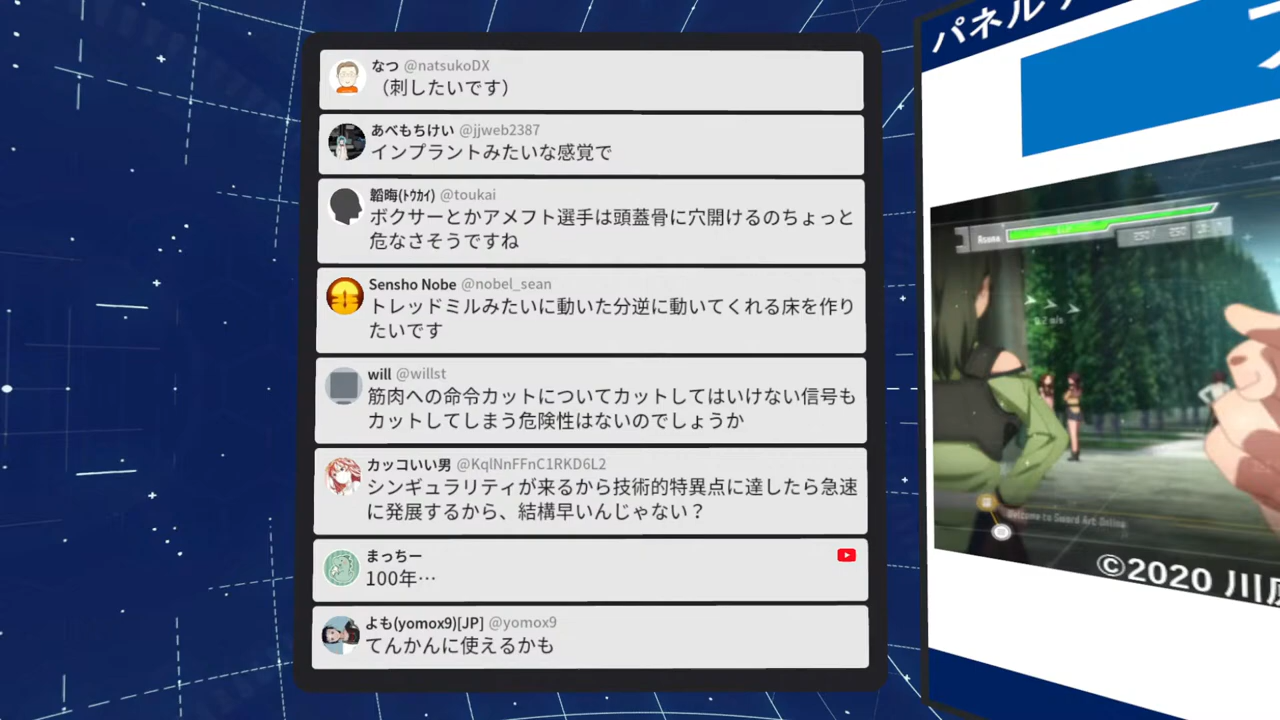 なつ @natsukoDX
（刺したいです）
あべもちけい @jjweb2387
インプラントみたいな感覚で
韜晦(ﾄｳｶｲ) @toukai
ボクサーとかアメフト選手は頭蓋骨に穴開けるのちょっと
危なさそうですね
Sensho Nobe @nobel_sean
トレッドミルみたいに動いた分逆に動いてくれる床を作り
たいです
will @willst
筋肉への命令カットについてカットしてはいけない信号も
カットしてしまう危険性はないのでしょうか
カッコいい男 @KqlNnFFnC1RKD6L2
シンギュラリティが来るから技術的特異点に達したら急速
に発展するから、結構早いんじゃない？
まっちー
100年…
よも(yomox9)[JP] @yomox9
てんかんに使えるかも
パネル
Asuna
Welcome to Sword Art Online
©2020 川